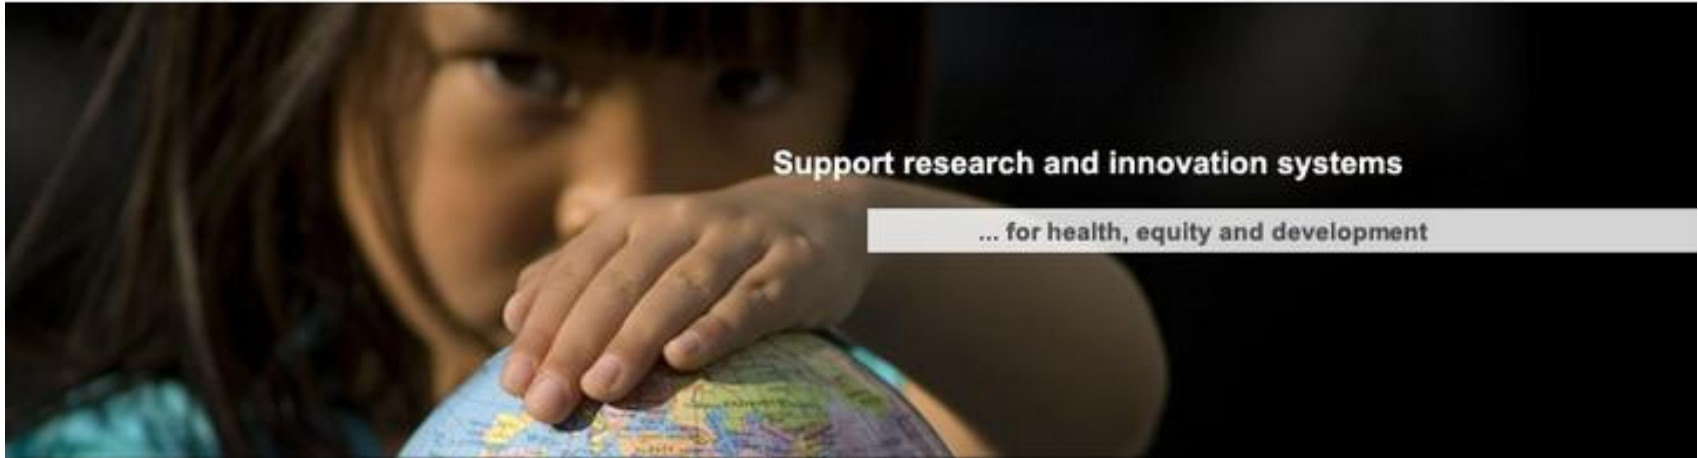 Support research and innovation systems
... for health, equity and development